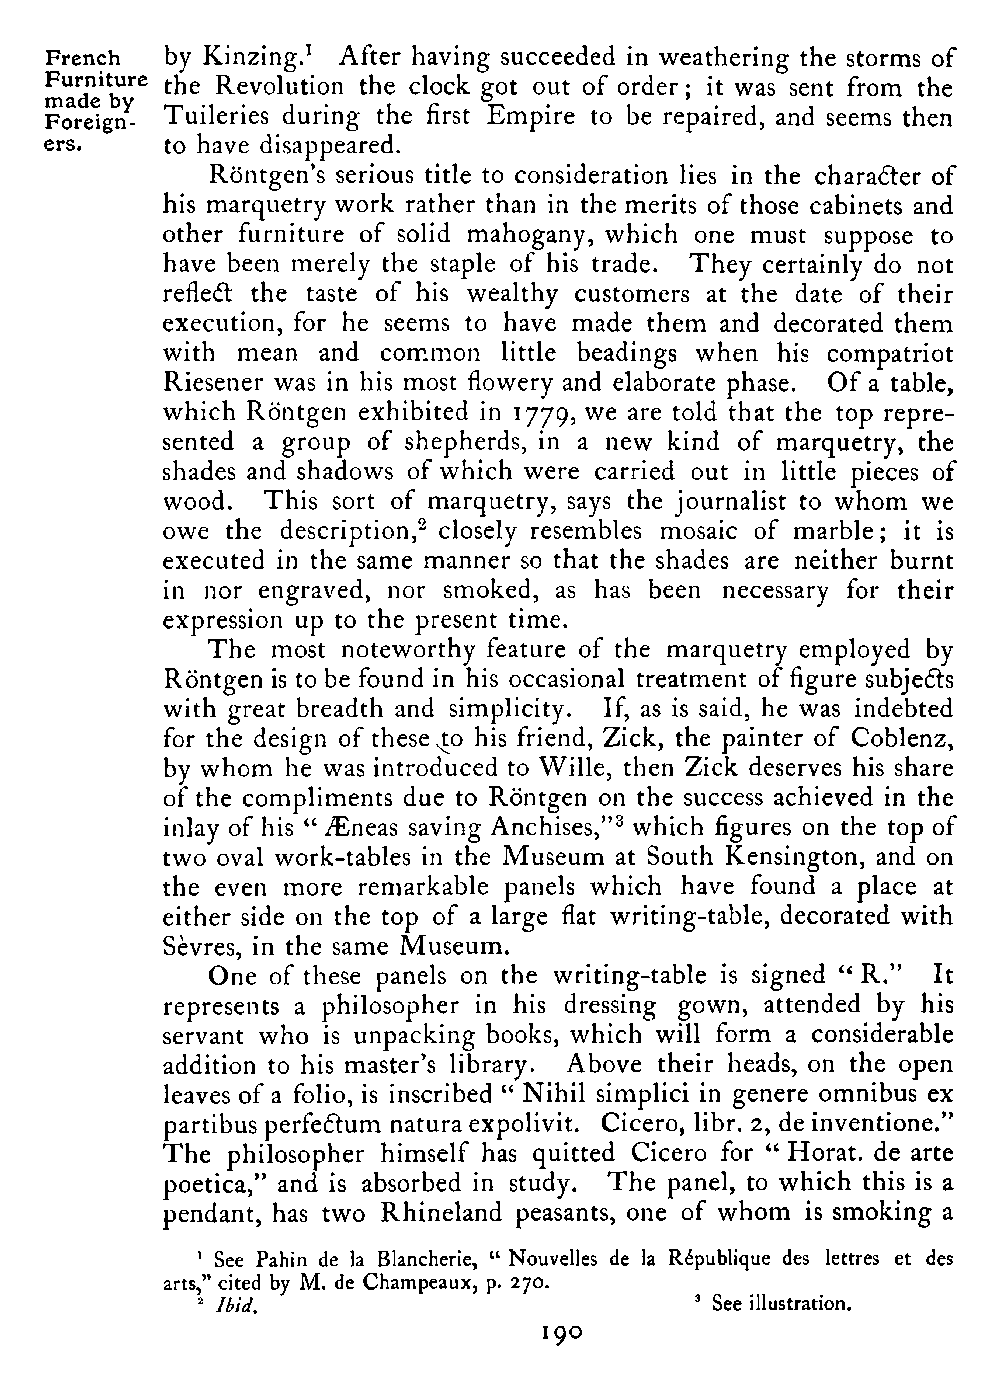 French
Furniture
made by
Foreign-
ers.
by Kinzing.¹ After having succeeded in weathering the storms of
the Revolution the clock got out of order; it was sent from the
Tuileries during the first Empire to be repaired, and seems then
to have disappeared.
Röntgen's serious title to consideration lies in the character of
his marquetry work rather than in the merits of those cabinets and
other furniture of solid mahogany, which one must suppose to
have been merely the staple of his trade. They certainly do not
reflect the taste of his wealthy customers at the date of their
execution, for he seems to have made them and decorated them
with mean and common little beadings when his compatriot
Riesener was in his most flowery and elaborate phase. Of a table,
which Röntgen exhibited in 1779, we are told that the top repre-
sented a group of shepherds, in a new kind of marquetry, the
shades and shadows of which were carried out in little pieces of
wood. This sort of marquetry, says the journalist to whom we
owe the description,² closely resembles mosaic of marble; it is
executed in the same manner so that the shades are neither burnt
in nor engraved, nor smoked, as has been necessary for their
expression up to the present time.
The most noteworthy feature of the marquetry employed by
Röntgen is to be found in his occasional treatment of figure subjects
with great breadth and simplicity. If, as is said, he was indebted
for the design of these to his friend, Zick, the painter of Coblenz,
by whom he was introduced to Wille, then Zick deserves his share
of the compliments due to Röntgen on the success achieved in the
inlay of his “Æneas saving Anchises,”³ which figures on the top of
two oval work-tables in the Museum at South Kensington, and on
the even more remarkable panels which have found a place at
either side on the top of a large flat writing-table, decorated with
Sèvres, in the same Museum.
One of these panels on the writing-table is signed “R.” It
represents a philosopher in his dressing gown, attended by his
servant who is unpacking books, which will form a considerable
addition to his master's library. Above their heads, on the open
leaves of a folio, is inscribed “Nihil simplici in genere omnibus ex
partibus perfectum natura expolivit. Cicero, libr. 2, de inventione.”
The philosopher himself has quitted Cicero for “Horat. de arte
poetica,” and is absorbed in study. The panel, to which this is a
pendant, has two Rhineland peasants, one of whom is smoking a
¹ See Pahin de la Blancherie, “Nouvelles de la République des lettres et des
arts,” cited by M. de Champeaux, p. 270.
² Ibid. ³ See illustration.
190